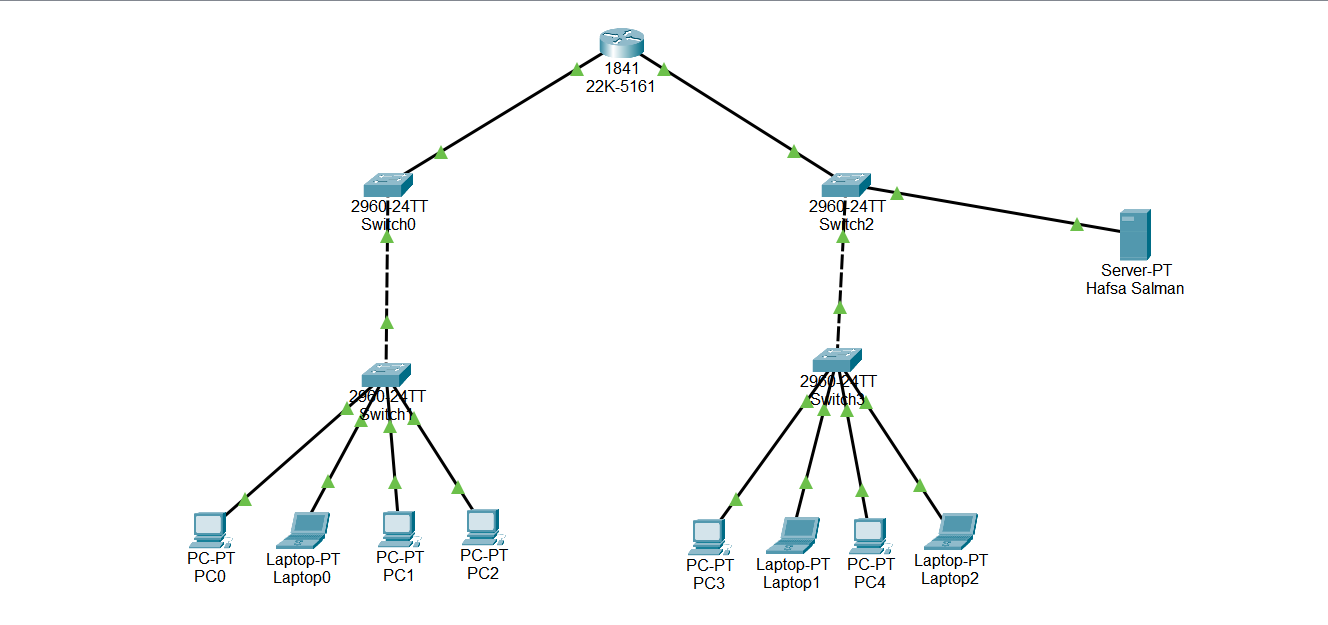 1841
22K-5161
2960-24TT
Switch0
2960-24TT
Switch2
Server-PT
Hafsa Salman
2960-24TT
Switch1
2960-24TT
Switch3
PC-PT
PC0
Laptop-PT
Laptop0
PC-PT
PC1
PC-PT
PC2
PC-PT
PC3
Laptop-PT
Laptop1
PC-PT
PC4
Laptop-PT
Laptop2